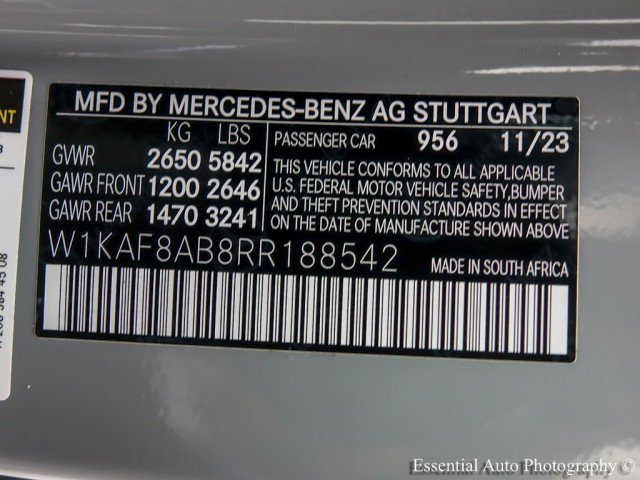 MFD BY MERCEDES-BENZ AG STUTTGART
KG LBS
GVWR 2650 5842
GAWR FRONT 1200 2646
GAWR REAR 1470 3241
PASSENGER CAR 956 11/23
THIS VEHICLE CONFORMS TO ALL APPLICABLE
U.S. FEDERAL MOTOR VEHICLE SAFETY, BUMPER
AND THEFT PREVENTION STANDARDS IN EFFECT
ON THE DATE OF MANUFACTURE SHOWN ABOVE.
W1KAF8AB8RR188542
MADE IN SOUTH AFRICA
Essential Auto Photography ©